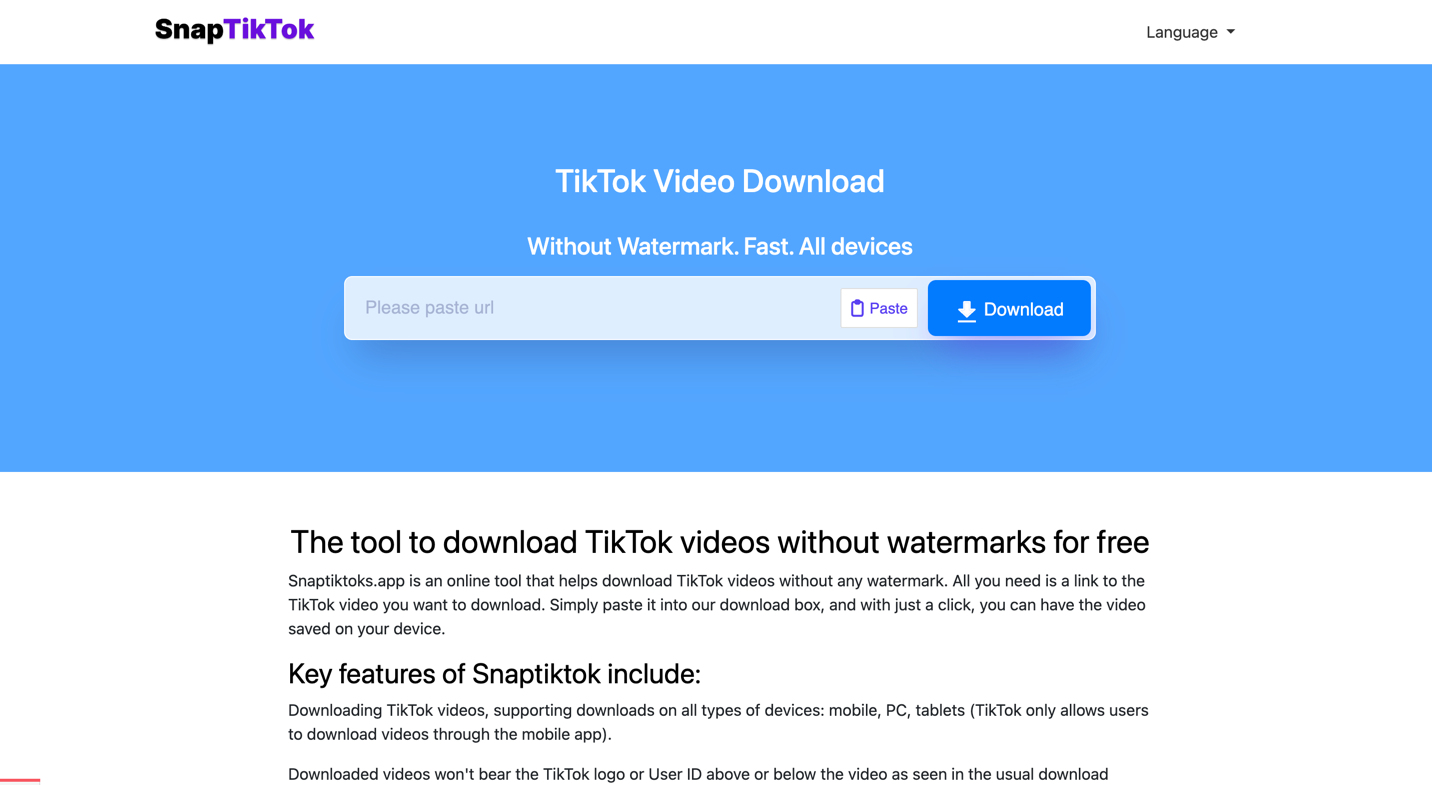 SnapTikTok
Language
TikTok Video Download
Without Watermark. Fast. All devices
Please paste url
Paste
Download
The tool to download TikTok videos without watermarks for free
Snaptiktoks.app is an online tool that helps download TikTok videos without any watermark. All you need is a link to the
TikTok video you want to download. Simply paste it into our download box, and with just a click, you can have the video
saved on your device.
Key features of Snaptiktok include:
Downloading TikTok videos, supporting downloads on all types of devices: mobile, PC, tablets (TikTok only allows users
to download videos through the mobile app).
Downloaded videos won't bear the TikTok logo or User ID above or below the video as seen in the usual download